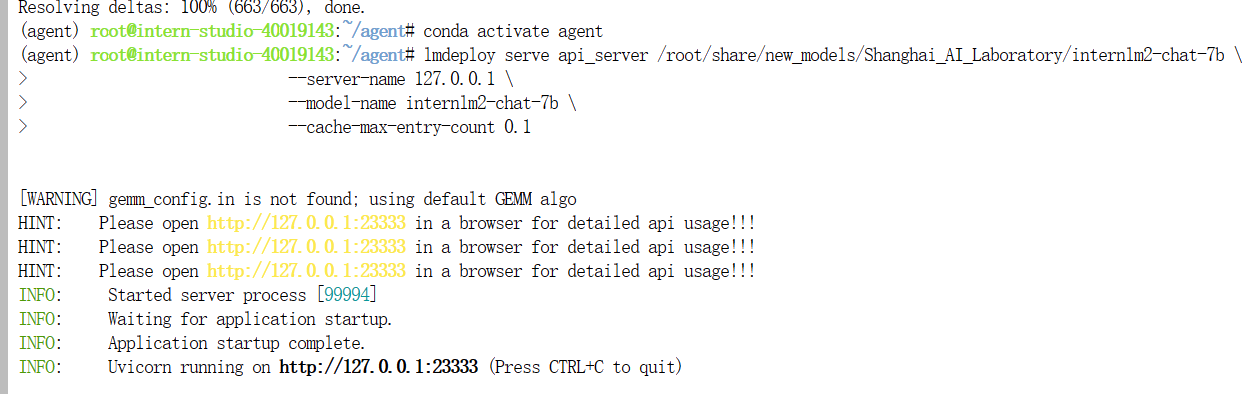 Resolving deltas: 100% (663/663), done.
(agent) root@intern-studio-40019143:~/agent# conda activate agent
(agent) root@intern-studio-40019143:~/agent# lmdeploy serve api_server /root/share/new_models/Shanghai_AI_Laboratory/internlm2-chat-7b \
> --server-name 127.0.0.1 \
> --model-name internlm2-chat-7b \
> --cache-max-entry-count 0.1
[WARNING] gemm_config.in is not found; using default GEMM algo
HINT: Please open http://127.0.0.1:23333 in a browser for detailed api usage!!!
HINT: Please open http://127.0.0.1:23333 in a browser for detailed api usage!!!
HINT: Please open http://127.0.0.1:23333 in a browser for detailed api usage!!!
INFO: Started server process [99994]
INFO: Waiting for application startup.
INFO: Application startup complete.
INFO: Uvicorn running on http://127.0.0.1:23333 (Press CTRL+C to quit)